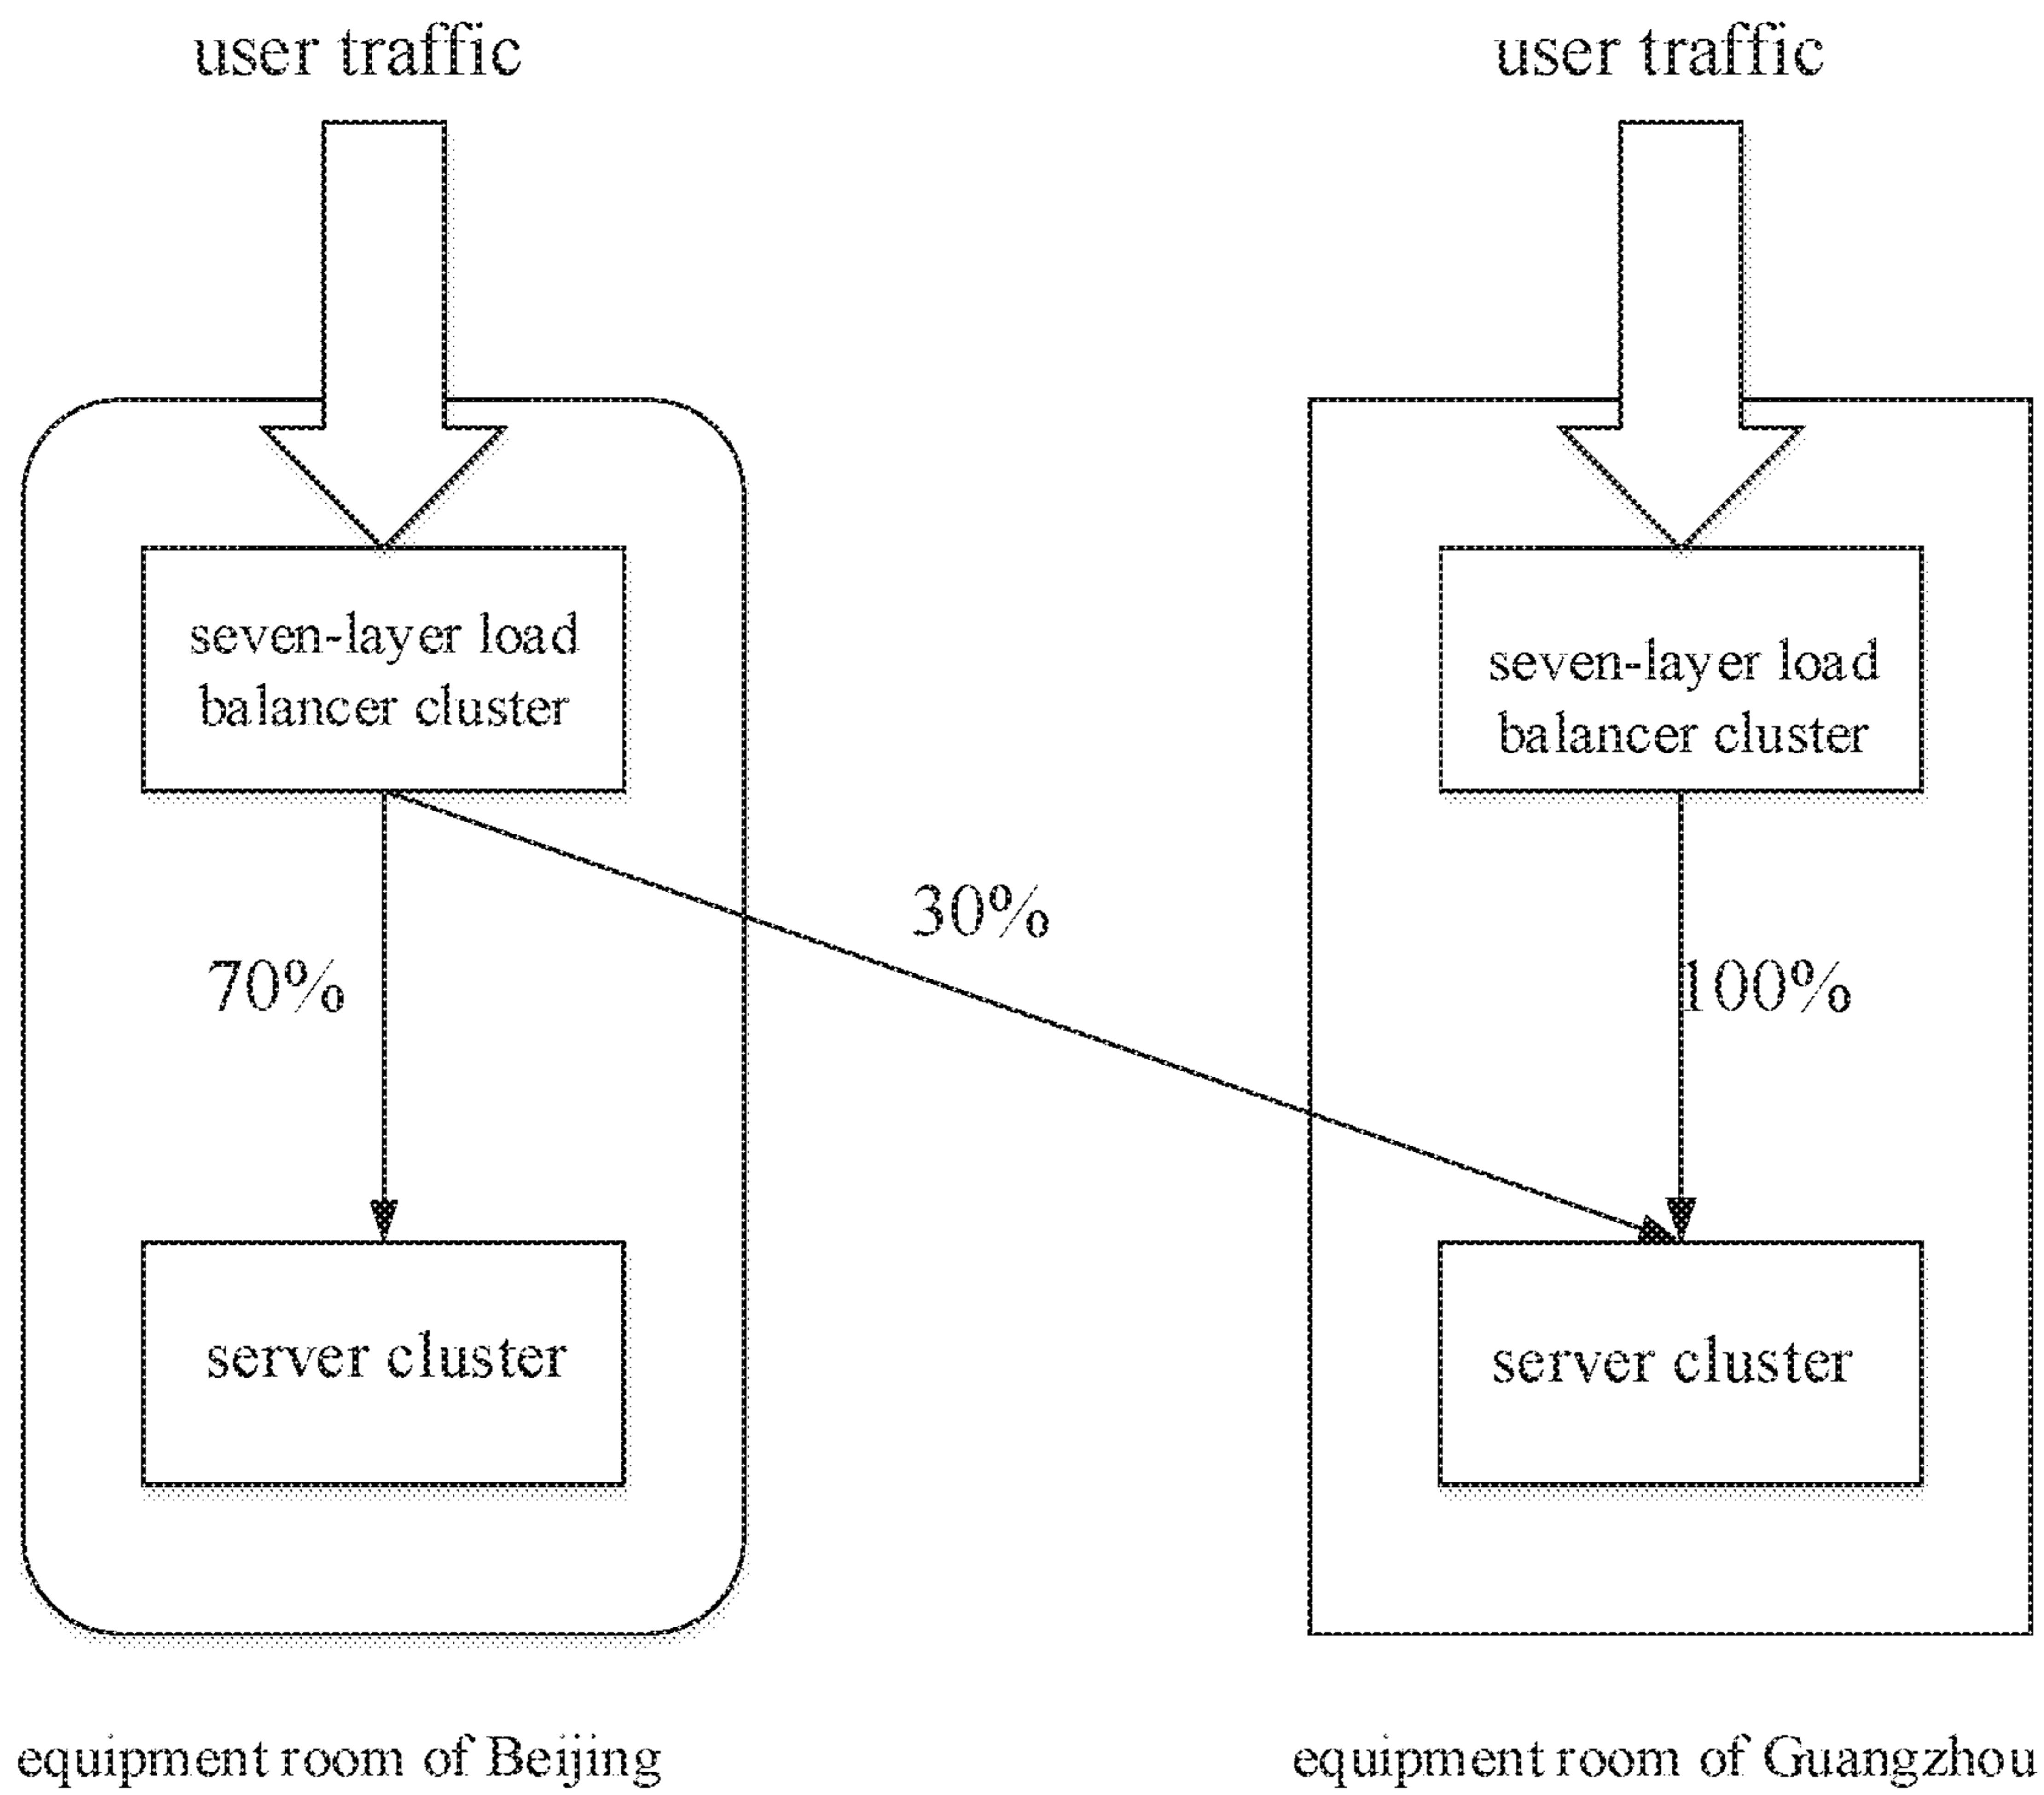 user traffic
user traffic
seven-layer load
balancer cluster
seven-layer load
balancer cluster
30%
70%
100%
server cluster
server cluster
equipment room of Beijing
equipment room of Guangzhou